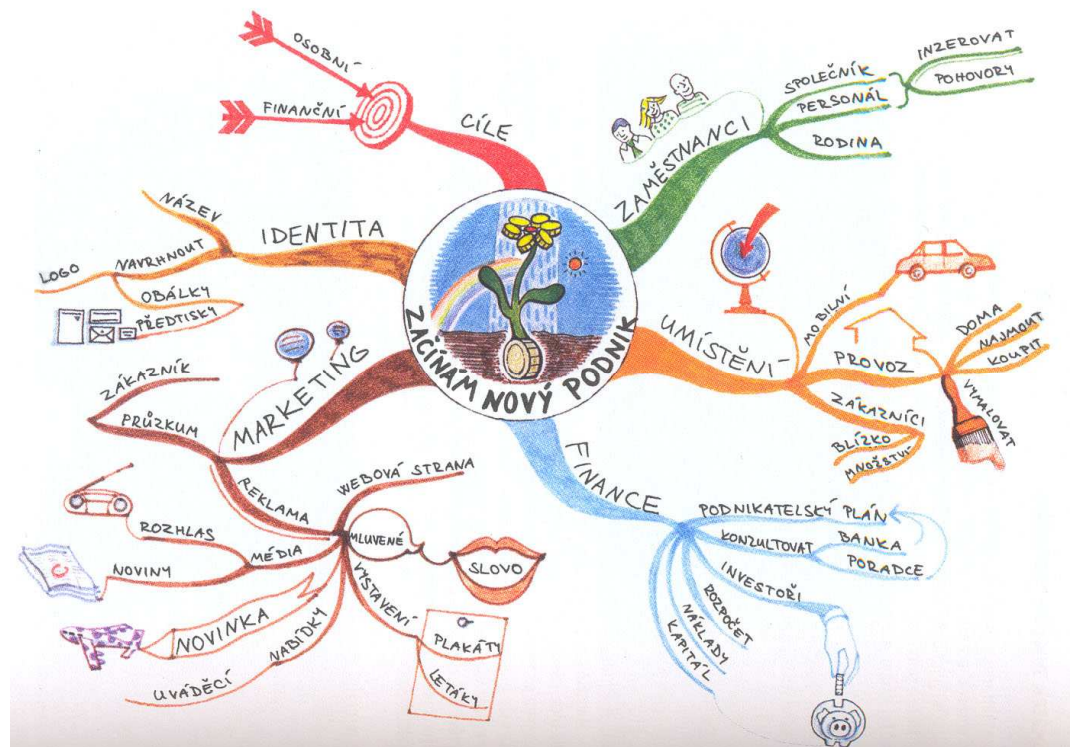 ZAČÍNÁM NOVÝ PODNIK
CÍLE
OSOBNÍ
FINANČNÍ
ZAMĚSTNANCI
SPOLEČNÍK
PERSONÁL
INZEROVAT
POHOVORY
RODINA
UMÍSTĚNÍ
MOBILNÍ
PROVOZ
DOMA
NAJMOUT
KOUPIT
VYMALOVAT
ZÁKAZNÍCI
BLÍZKO
MNOŽSTVÍ
FINANCE
PODNIKATELSKÝ PLÁN
KONZULTOVAT
BANKA
PORADCE
INVESTOŘI
ROZPOČET
NÁKLADY
KAPITÁL
MARKETING
PRŮZKUM
ZÁKAZNÍK
REKLAMA
WEBOVÁ STRANA
MLUVENÉ
SLOVO
MÉDIA
ROZHLAS
NOVINY
NOVINKA
NABÍDKY
UVÁDĚCÍ
VYSTAVENÍ
PLAKÁTY
LETÁKY
IDENTITA
NÁZEV
NAVRHNOUT
LOGO
OBÁLKY
PŘEDTISKY